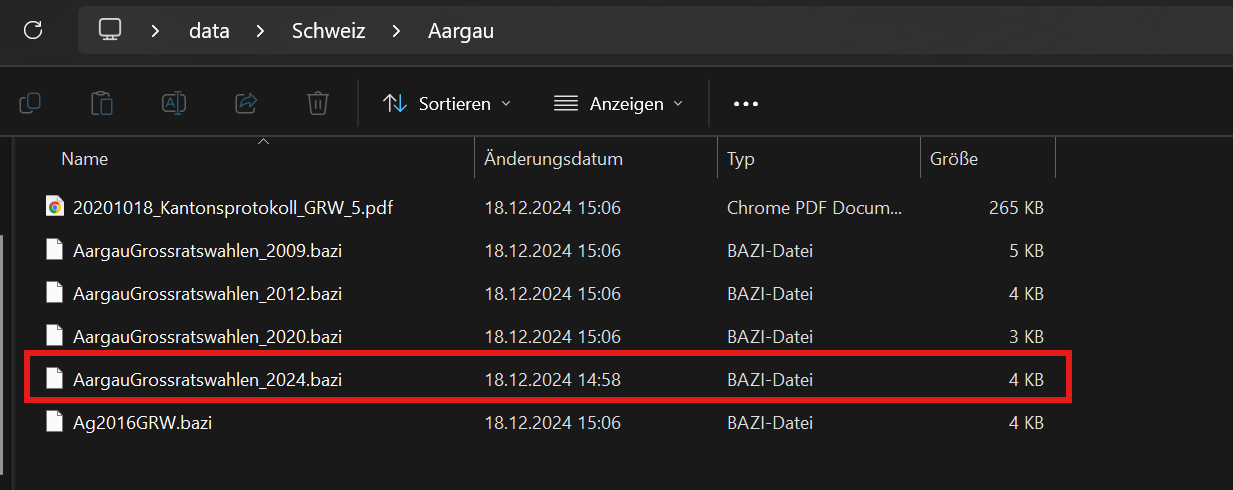 data > Schweiz > Aargau
Sortieren Anzeigen
Name Änderungsdatum Typ Größe
20201018_Kantonsprotokoll_GRW_5.pdf 18.12.2024 15:06 Chrome PDF Docum... 265 KB
AargauGrossratswahlen_2009.bazi 18.12.2024 15:06 BAZI-Datei 5 KB
AargauGrossratswahlen_2012.bazi 18.12.2024 15:06 BAZI-Datei 4 KB
AargauGrossratswahlen_2020.bazi 18.12.2024 15:06 BAZI-Datei 3 KB
AargauGrossratswahlen_2024.bazi 18.12.2024 14:58 BAZI-Datei 4 KB
Ag2016GRW.bazi 18.12.2024 15:06 BAZI-Datei 4 KB